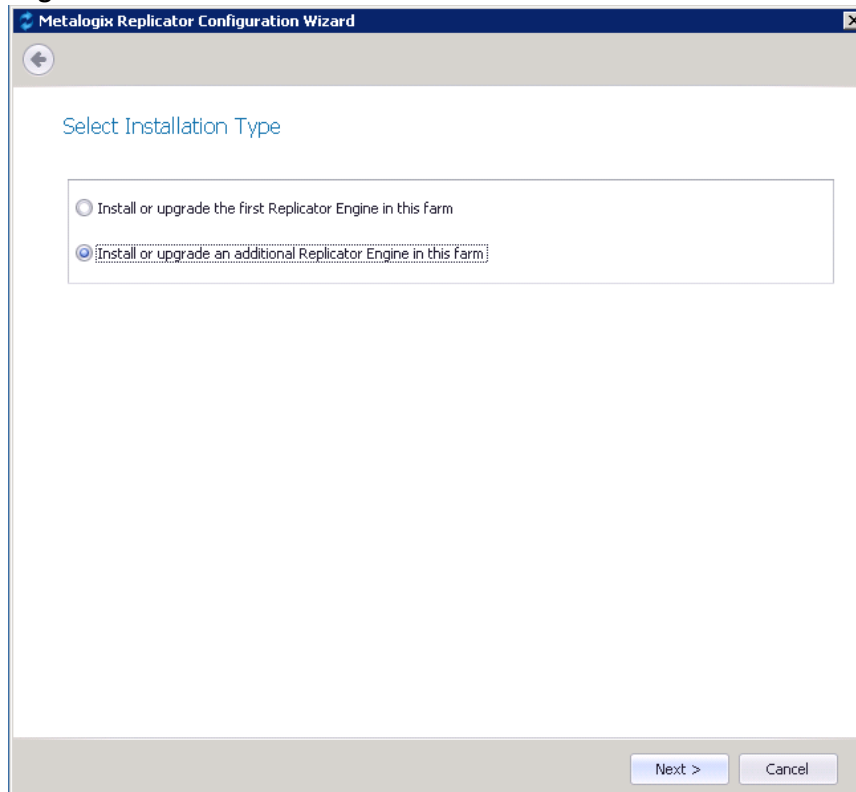 Metalogix Replicator Configuration Wizard
Select Installation Type
Install or upgrade the first Replicator Engine in this farm
Install or upgrade an additional Replicator Engine in this farm
Next >
Cancel